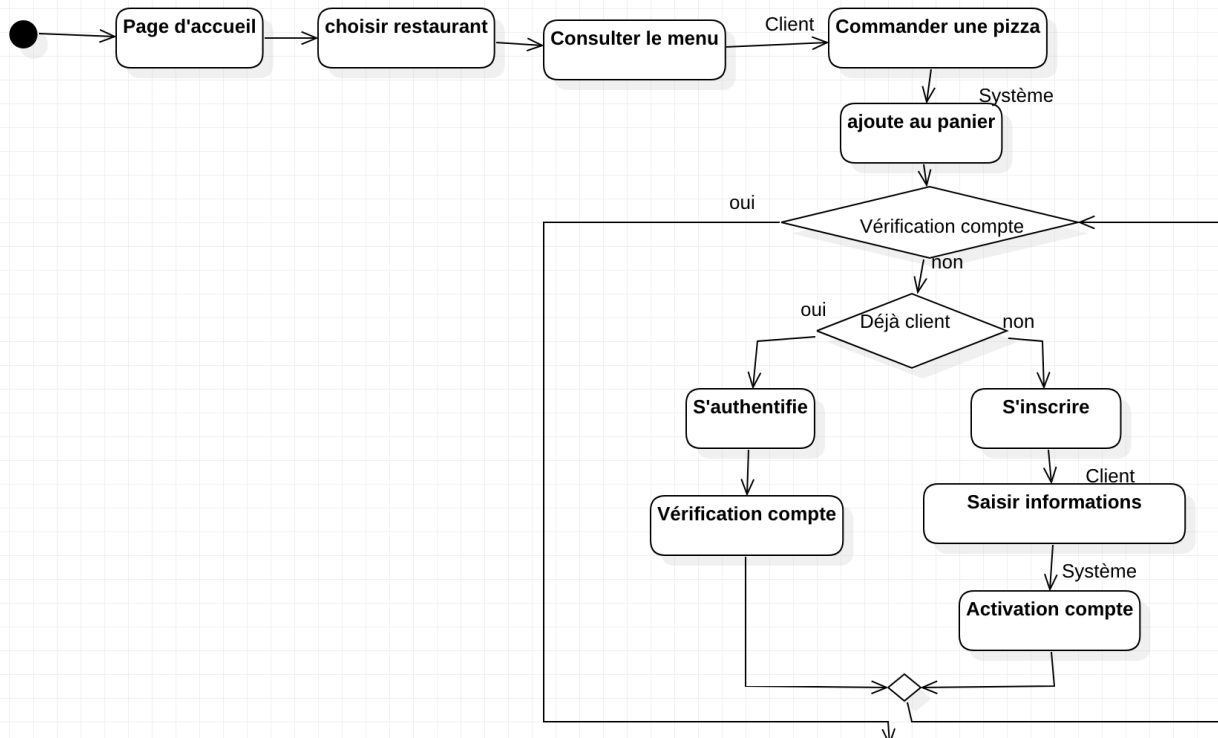 Page d'accueil
choisir restaurant
Consulter le menu
Client
Commander une pizza
Système
ajoute au panier
oui
Vérification compte
non
oui
Déjà client
non
S'authentifie
S'inscrire
Client
Vérification compte
Saisir informations
Système
Activation compte